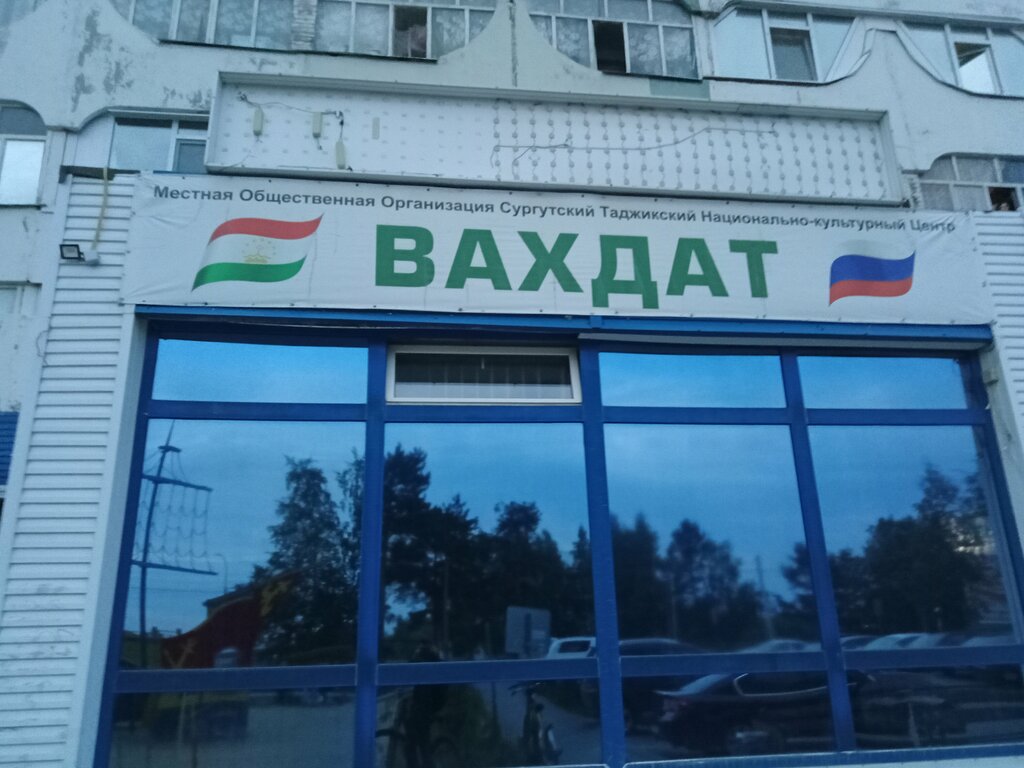 Местная Общественная Организация Сургутский Таджикский Национально-культурный Центр
ВАХДАТ